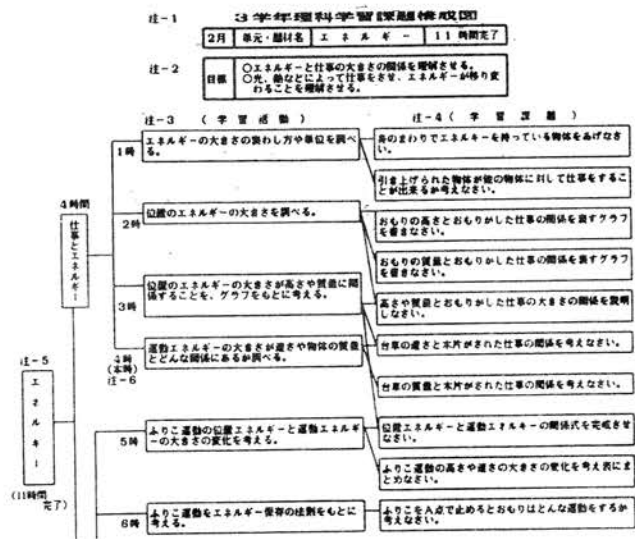 注-1
3学年理科学習課題構成図
2月 単元・題材名 エネルギー 11時間完了
注-2
目標
○エネルギーと仕事の大きさの関係を理解させる。
○光、熱などによって仕事をさせ、エネルギーが移り変
わることを理解させる。
注-3 (学習活動)
注-4 (学習課題)
1時
エネルギーの大きさの表わし方や単位を調べ
る。
身のまわりでエネルギーを持っている物体をあげなさ
い。
引き上げられた物体が他の物体に対して仕事をするこ
とが出来るか考えなさい。
4時間
仕事とエネルギー
2時
位置のエネルギーの大きさを調べる。
おもりの高さとおもりがした仕事の関係を表すグラフ
を書きなさい。
おもりの質量とおもりがした仕事の関係を表すグラフ
を書きなさい。
3時
位置のエネルギーの大きさが高さや質量に関
係することを、グラフをもとに考える。
高さや質量とおもりがした仕事の大きさの関係を説明
しなさい。
台車の速さと木片がされた仕事の関係を考えなさい。
4時
(本時)
注-6
運動エネルギーの大きさが速さや物体の質量
とどんな関係にあるか調べる。
台車の質量と木片がされた仕事の関係を考えなさい。
注-5
エネルギー
(11時間
完了)
位置エネルギーと運動エネルギーの関係式を完成させ
なさい。
5時
ふりこ運動の位置エネルギーと運動エネルギ
ーの大きさの変化を考える。
ふりこ運動の高さや速さの大きさの変化を考え表にま
とめなさい。
6時
ふりこ運動をエネルギー保存の法則をもとに
考える。
ふりこをA点で止めるとおもりはどんな運動をするか
考えなさい。